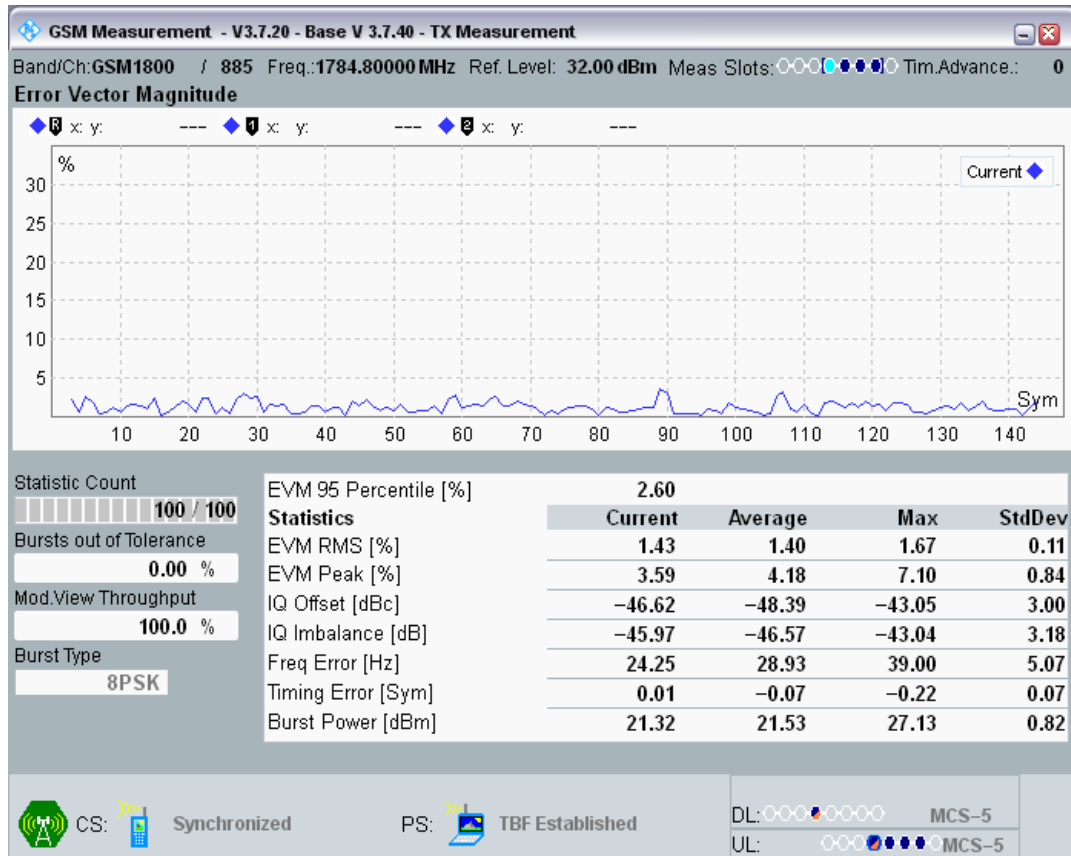 GSM Measurement - V3.7.20 - Base V 3.7.40 - TX Measurement
Band/Ch:GSM1800 / 885 Freq.:1784.80000 MHz Ref. Level: 32.00 dBm Meas Slots: Tim.Advance.: 0
Error Vector Magnitude
R x: y: --- 1 x: y: --- 2 x: y: ---
%
Current
30
25
20
15
10
5
Sym
10 20 30 40 50 60 70 80 90 100 110 120 130 140
Statistic Count
100 / 100
Bursts out of Tolerance
0.00 %
Mod.View Throughput
100.0 %
Burst Type
8PSK
EVM 95 Percentile [%] 2.60
Statistics Current Average Max StdDev
EVM RMS [%] 1.43 1.40 1.67 0.11
EVM Peak [%] 3.59 4.18 7.10 0.84
IQ Offset [dBc] −46.62 −48.39 −43.05 3.00
IQ Imbalance [dB] −45.97 −46.57 −43.04 3.18
Freq Error [Hz] 24.25 28.93 39.00 5.07
Timing Error [Sym] 0.01 −0.07 −0.22 0.07
Burst Power [dBm] 21.32 21.53 27.13 0.82
CS: Synchronized PS: TBF Established
DL: MCS−5
UL: MCS−5